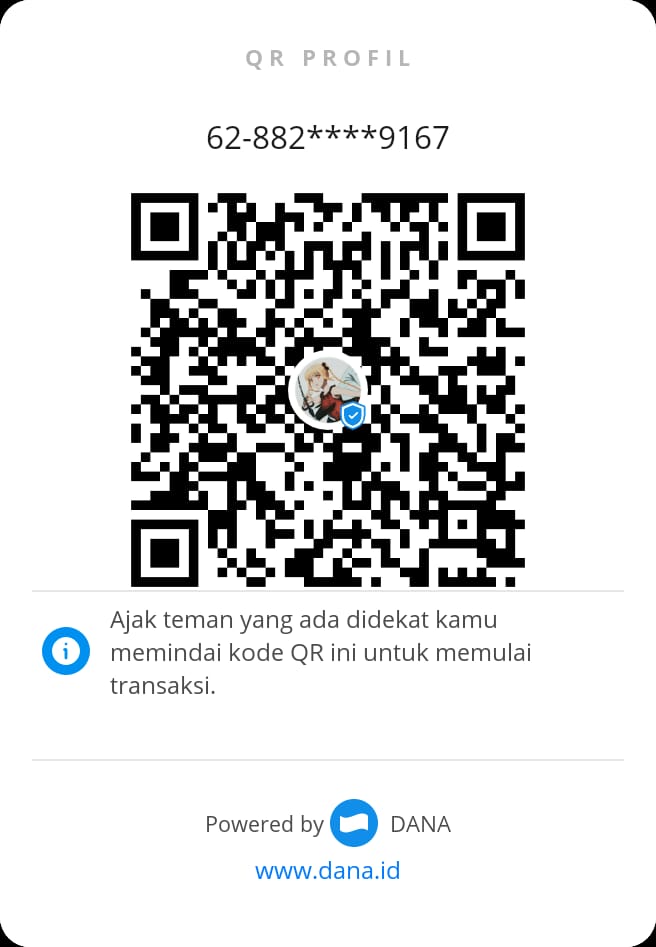 QR PROFIL
62-882****9167
Ajak teman yang ada didekat kamu
memindai kode QR ini untuk memulai
transaksi.
Powered by DANA
www.dana.id